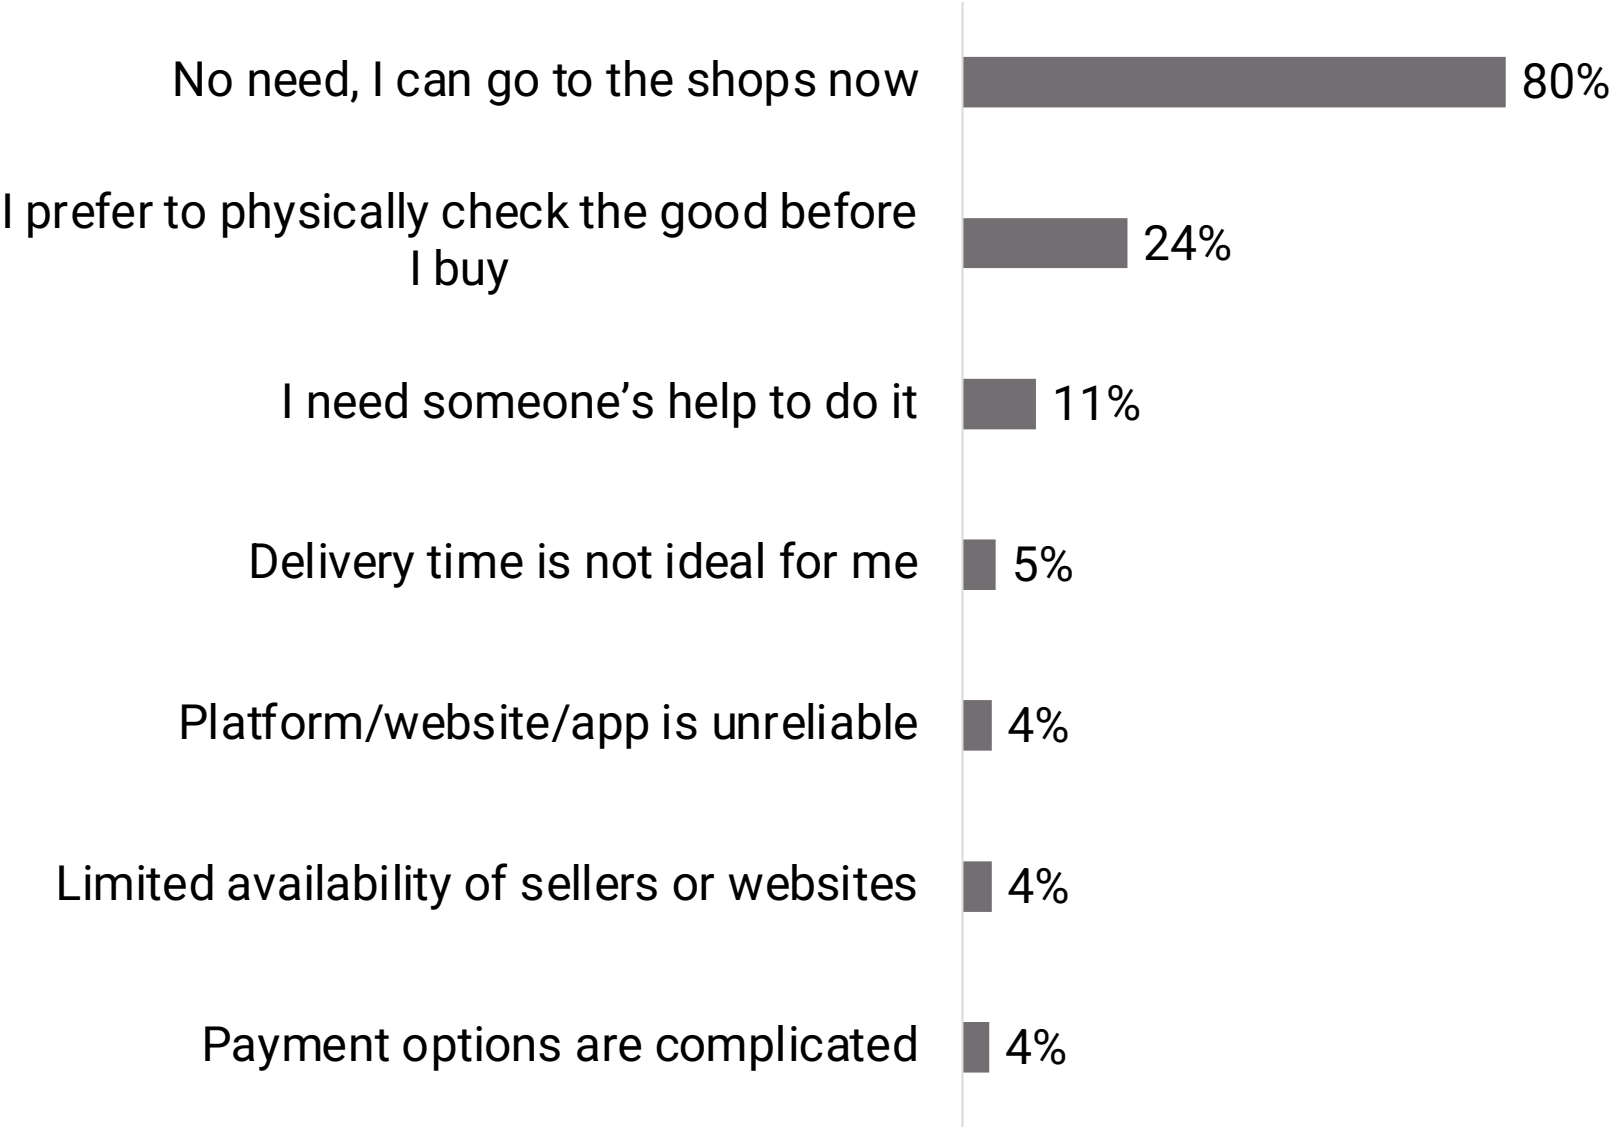 No need, I can go to the shops now 80%
I prefer to physically check the good before
I buy
24%
I need someone’s help to do it 11%
Delivery time is not ideal for me 5%
Platform/website/app is unreliable 4%
Limited availability of sellers or websites 4%
Payment options are complicated 4%